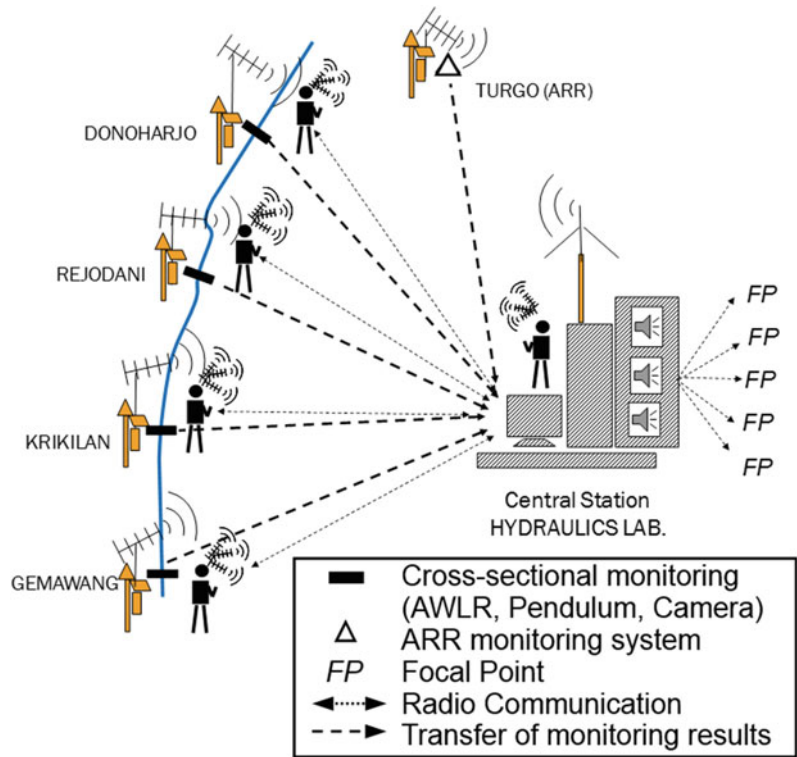 TURGO (ARR)
DONOHARJO
REJODANI
KRIKILAN
GEMAWANG
FP
FP
FP
FP
FP
Central Station
HYDRAULICS LAB.
Cross-sectional monitoring
(AWLR, Pendulum, Camera)
ARR monitoring system
FP Focal Point
Radio Communication
Transfer of monitoring results